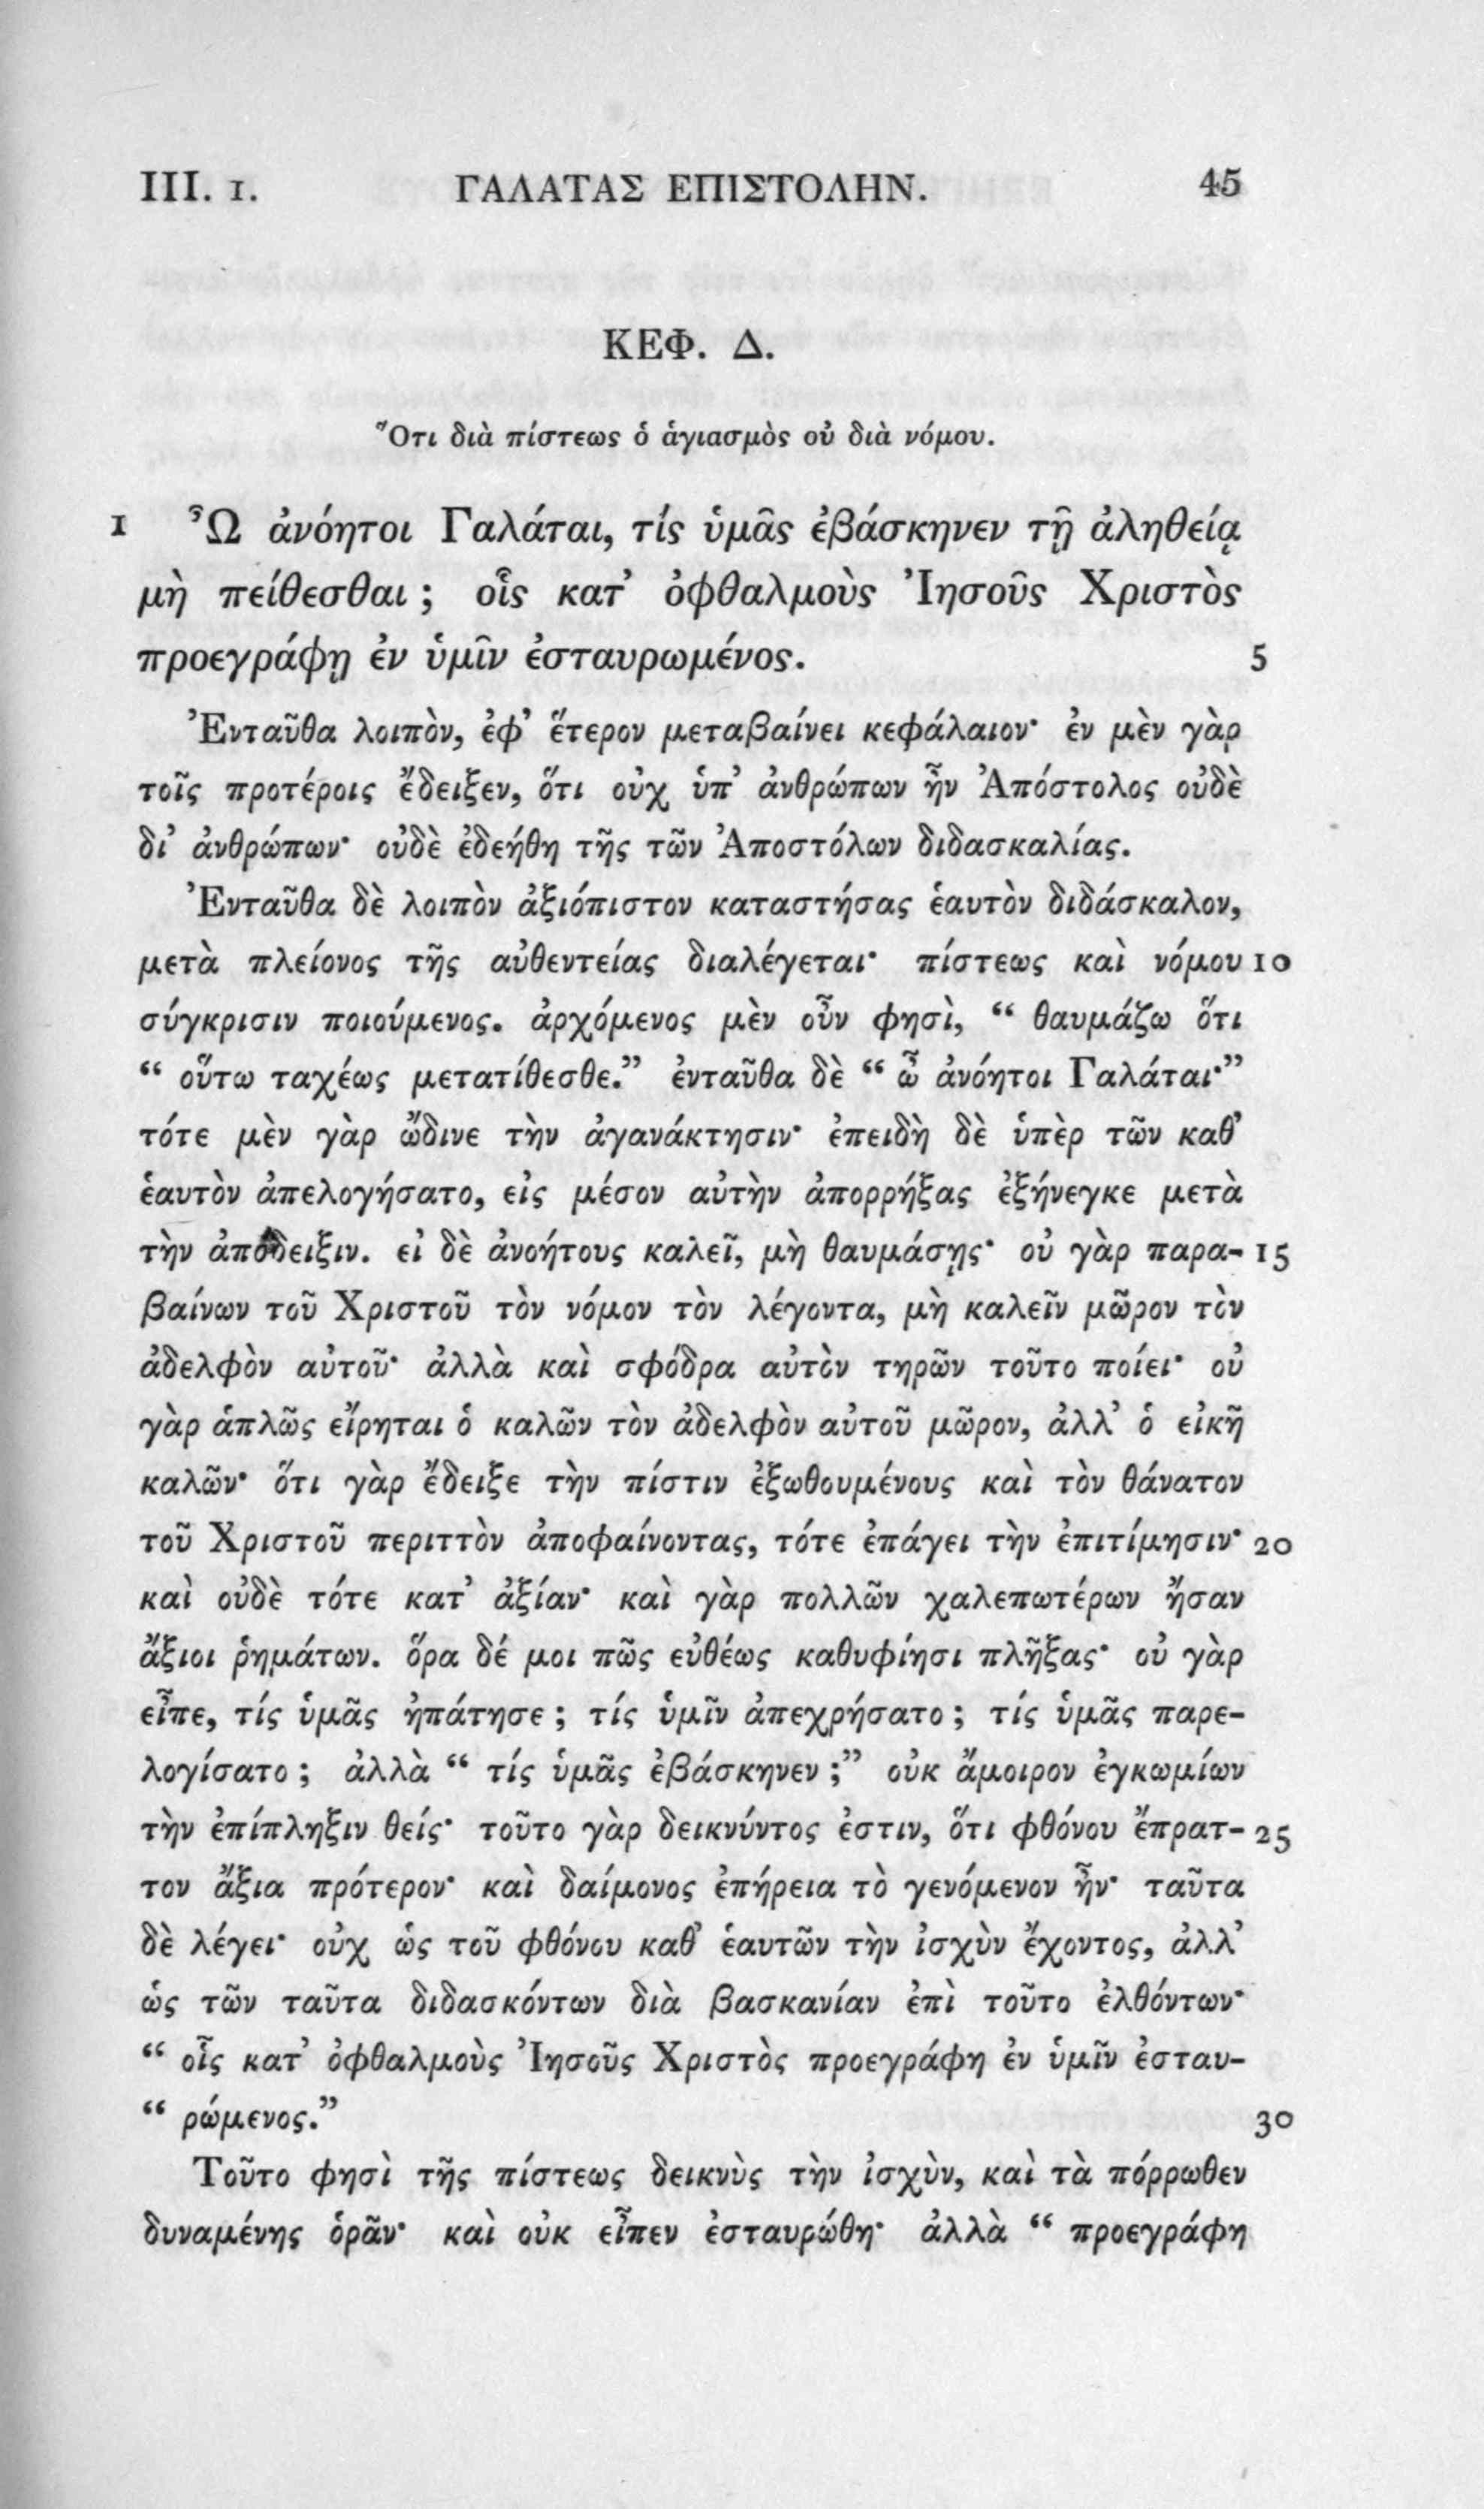 III. 1. ΓΑΛΑΤΑΣ ΕΠΙΣΤΟΛΗΝ. 45
ΚΕΦ. Δ.
Ὅτι διὰ πίστεως ὁ ἁγιασμὸς οὐ διὰ νόμου.
1 Ὦ ἀνόητοι Γαλάται, τίς ὑμᾶς ἐβάσκηνεν τῇ ἀληθείᾳ
μὴ πείθεσθαι ; οἷς κατ’ ὀφθαλμοὺς Ἰησοῦς Χριστὸς
προεγράφῃ ἐν ὑμῖν ἐσταυρωμένος. 5
Ἐνταῦθα λοιπὸν, ἐφ’ ἕτερον μεταβαίνει κεφάλαιον· ἐν μὲν γὰρ
τοῖς προτέροις ἔδειξεν, ὅτι οὐχ ὑπ’ ἀνθρώπων ἦν Ἀπόστολος οὐδὲ
δι’ ἀνθρώπων· οὐδὲ ἐδεήθη τῆς τῶν Ἀποστόλων διδασκαλίας.
Ἐνταῦθα δὲ λοιπὸν ἀξιόπιστον καταστήσας ἑαυτὸν διδάσκαλον,
μετὰ πλείονος τῆς αὐθεντείας διαλέγεται· πίστεως καὶ νόμου 10
σύγκρισιν ποιούμενος. ἀρχόμενος μὲν οὖν φησὶ, “ θαυμάζω ὅτι
“ οὕτω ταχέως μετατίθεσθε.” ἐνταῦθα δὲ “ ὦ ἀνόητοι Γαλάται·”
τότε μὲν γὰρ ὤδινε τὴν ἀγανάκτησιν· ἐπειδὴ δὲ ὑπὲρ τῶν καθ’
ἑαυτὸν ἀπελογήσατο, εἰς μέσον αὐτὴν ἀπορρήξας ἐξήνεγκε μετὰ
τὴν ἀπόδειξιν. εἰ δὲ ἀνοήτους καλεῖ, μὴ θαυμάσῃς· οὐ γὰρ παρα- 15
βαίνων τοῦ Χριστοῦ τὸν νόμον τὸν λέγοντα, μὴ καλεῖν μῶρον τὸν
ἀδελφὸν αὐτοῦ· ἀλλὰ καὶ σφόδρα αὐτὸν τηρῶν τοῦτο ποίει· οὐ
γὰρ ἁπλῶς εἴρηται ὁ καλῶν τὸν ἀδελφὸν αὐτοῦ μῶρον, ἀλλ’ ὁ εἰκῆ
καλῶν· ὅτι γὰρ ἔδειξε τὴν πίστιν ἐξωθουμένους καὶ τὸν θάνατον
τοῦ Χριστοῦ περιττὸν ἀποφαίνοντας, τότε ἐπάγει τὴν ἐπιτίμησιν· 20
καὶ οὐδὲ τότε κατ’ ἀξίαν· καὶ γὰρ πολλῶν χαλεπωτέρων ἤσαν
ἄξιοι ῥημάτων. ὅρα δέ μοι πῶς εὐθέως καθυφίησι πλῆξας· οὐ γὰρ
εἶπε, τίς ὑμᾶς ἠπάτησε ; τίς ὑμῖν ἀπεχρήσατο ; τίς ὑμᾶς παρε-
λογίσατο ; ἀλλὰ “ τίς ὑμᾶς ἐβάσκηνεν ;” οὐκ ἄμοιρον ἐγκωμίων
τὴν ἐπίπληξιν θείς· τοῦτο γὰρ δεικνύντος ἐστιν, ὅτι φθόνου ἔπρατ- 25
τον ἄξια πρότερον· καὶ δαίμονος ἐπήρεια τὸ γενόμενον ἦν· ταῦτα
δὲ λέγει· οὐχ ὡς τοῦ φθόνου καθ’ ἑαυτῶν τὴν ἰσχὺν ἔχοντος, ἀλλ’
ὡς τῶν ταῦτα διδασκόντων διὰ βασκανίαν ἐπὶ τοῦτο ἐλθόντων·
“ οἷς κατ’ ὀφθαλμοὺς Ἰησοῦς Χριστὸς προεγράφη ἐν ὑμῖν ἐσταυ-
“ ρώμενος.” 30
Τοῦτο φησὶ τῆς πίστεως δεικνὺς τὴν ἰσχὺν, καὶ τὰ πόρρωθεν
δυναμένης ὁρᾶν· καὶ οὐκ εἶπεν ἐσταυρώθη· ἀλλὰ “ προεγράφη